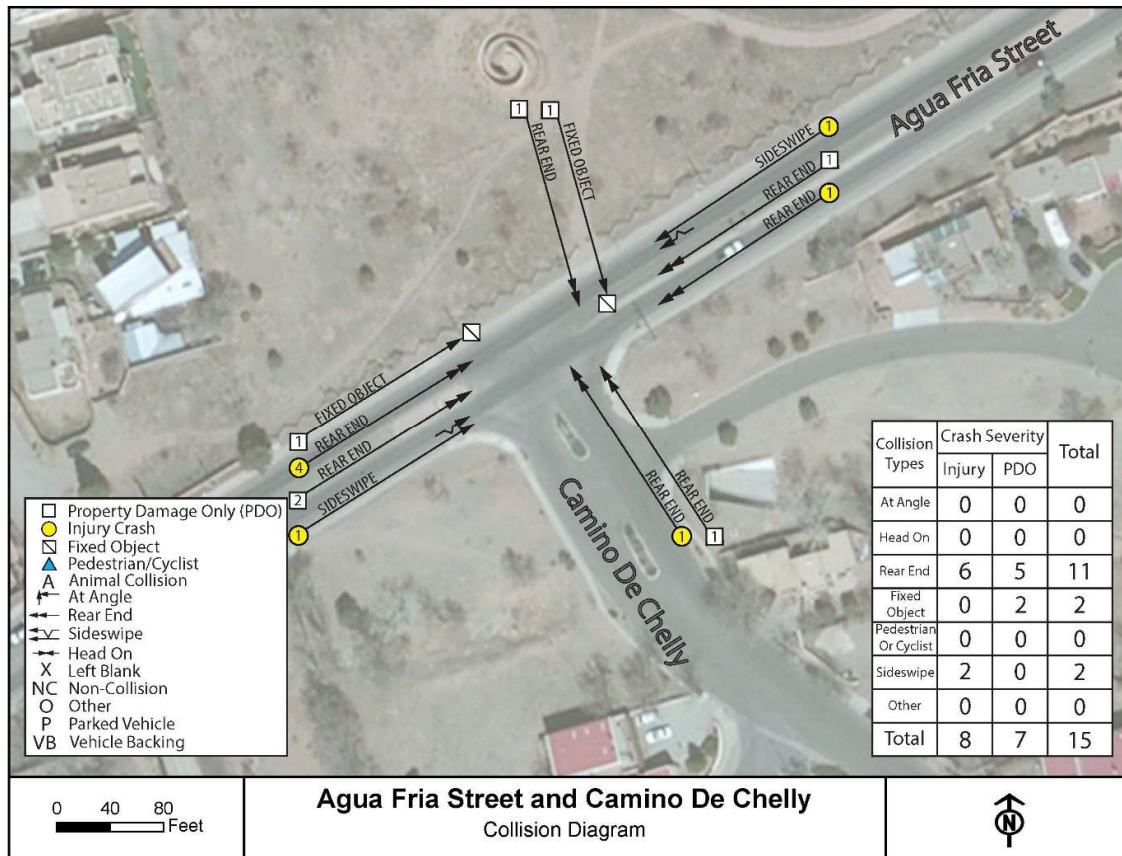 1
1
REAR END
FIXED OBJECT
Agua Fria Street
SIDESWIPE
1
REAR END
1
REAR END
1
FIXED OBJECT
1
REAR END
4
REAR END
2
SIDESWIPE
1
REAR END
1
REAR END
1
Camino De Chelly
Property Damage Only (PDO)
Injury Crash
Fixed Object
Pedestrian/Cyclist
A Animal Collision
At Angle
Rear End
Sideswipe
Head On
X Left Blank
NC Non-Collision
O Other
P Parked Vehicle
VB Vehicle Backing
Collision Types Crash Severity Total
Injury PDO
At Angle 0 0 0
Head On 0 0 0
Rear End 6 5 11
Fixed Object 0 2 2
Pedestrian Or Cyclist 0 0 0
Sideswipe 2 0 2
Other 0 0 0
Total 8 7 15
0 40 80
Feet
Agua Fria Street and Camino De Chelly
Collision Diagram
N